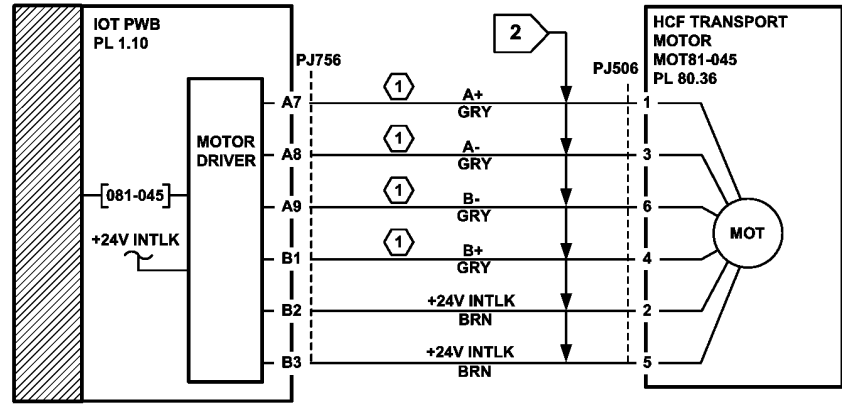 IOT PWB
PL 1.10
PJ756
2
HCF TRANSPORT
MOTOR
MOT81-045
PL 80.36
PJ506
MOTOR
DRIVER
081-045
+24V INTLK
A7
1
A+
GRY
1
A8
1
A-
GRY
3
A9
1
B-
GRY
6
B1
1
B+
GRY
4
B2
+24V INTLK
BRN
2
B3
+24V INTLK
BRN
5
MOT